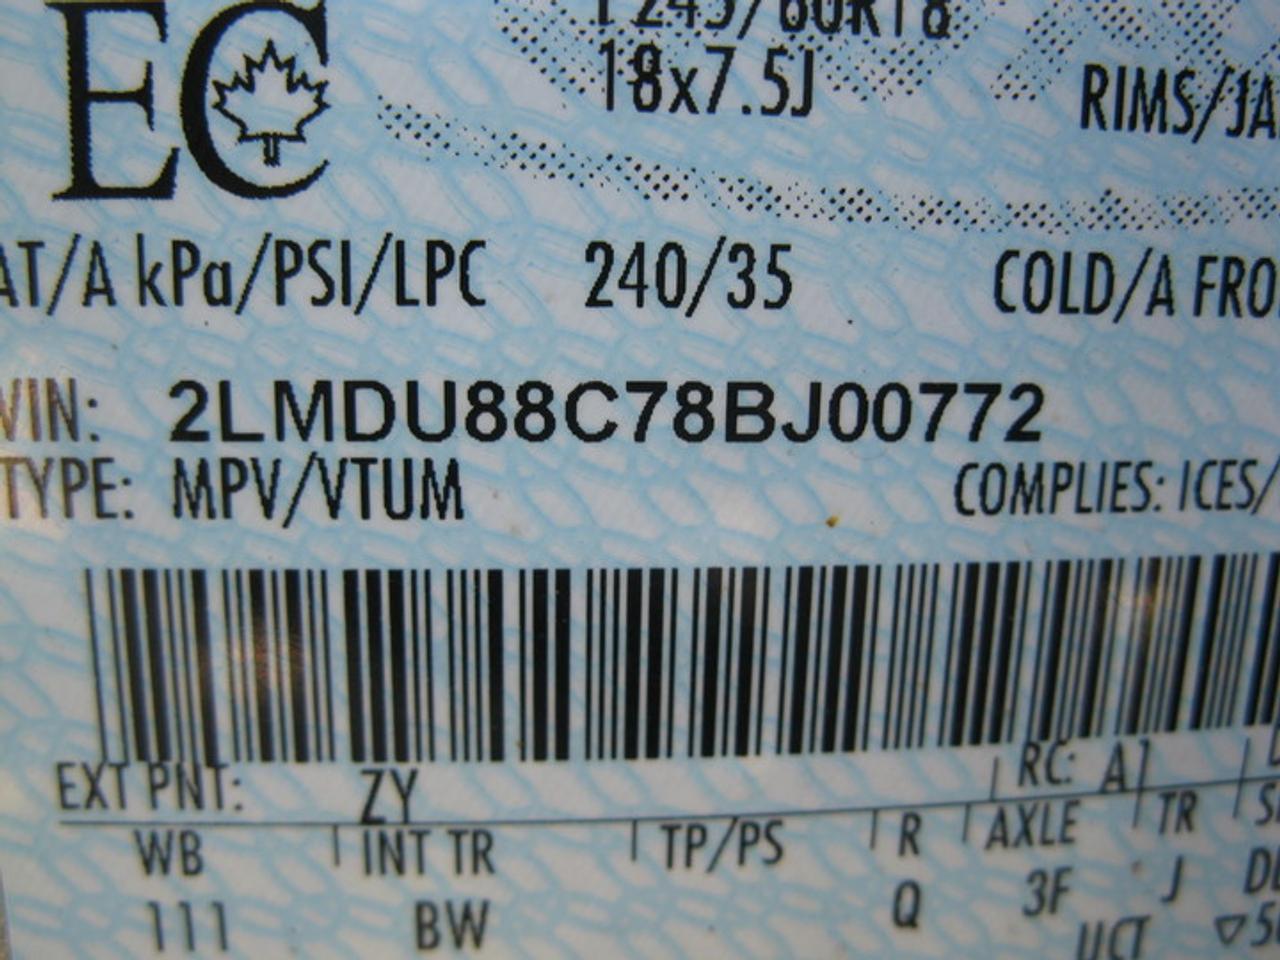 EC
18x7.5J
RIMS/JA
AT/A kPa/PSI/LPC 240/35 COLD/A FRO
VIN: 2LMDU88C78BJ00772
TYPE: MPV/VTUM COMPLIES: ICES/
EXT PNT: ZY RC: A1
WB INT TR TP/PS R AXLE TR
111 BW Q 3F J
UCT